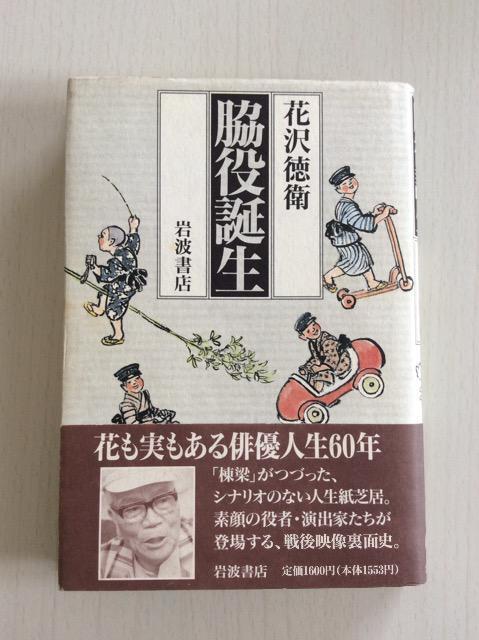 花沢徳衛
脇役誕生
岩波書店
花も実もある俳優人生60年
「棟梁」がつづった、
シナリオのない人生紙芝居。
素顔の役者・演出家たちが
登場する、戦後映像裏面史。
岩波書店 定価1600円(本体1553円)